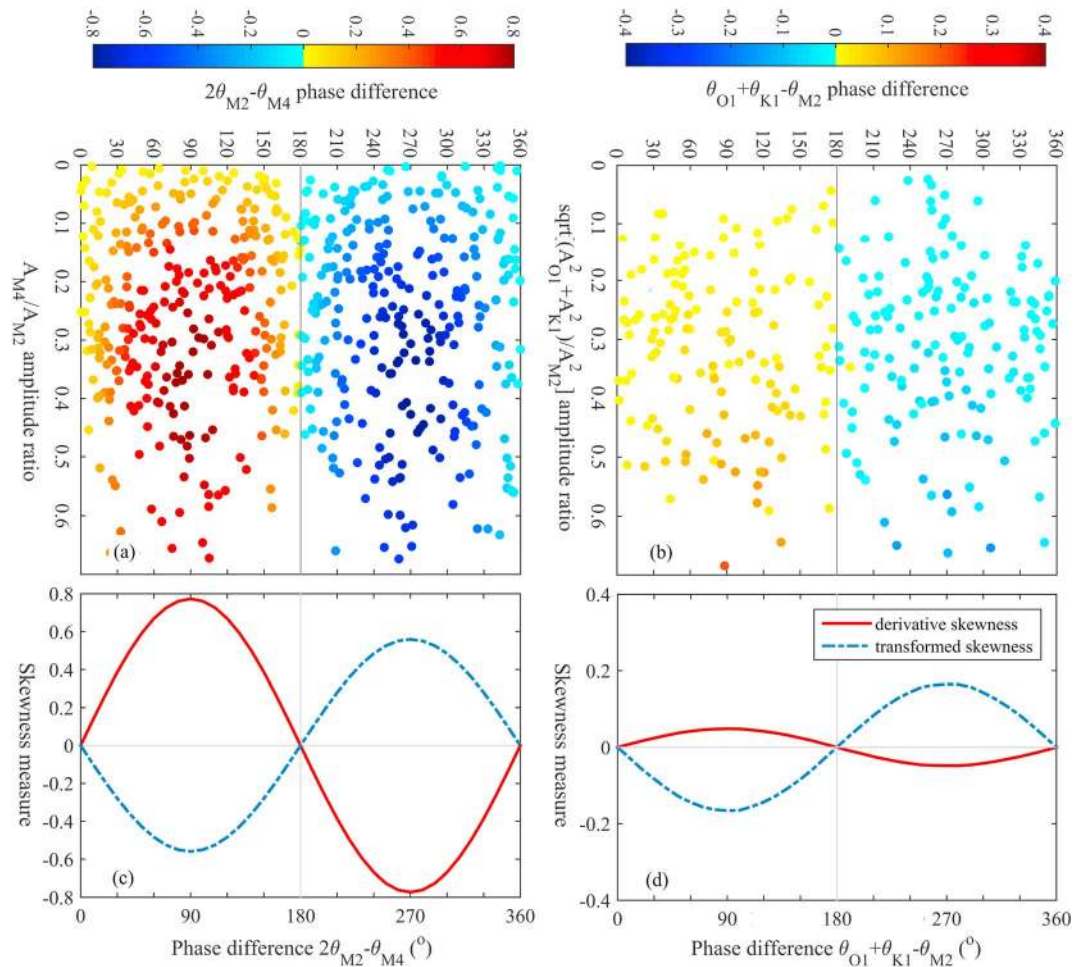 -0.8 -0.6 -0.4 -0.2 0 0.2 0.4 0.6 0.8
2θM2-θM4 phase difference
0 30 60 90 120 150 180 210 240 270 300 330 360
0
0.1
0.2
0.3
0.4
0.5
0.6
AM4/AM2 amplitude ratio
(a)
-0.4 -0.3 -0.2 -0.1 0 0.1 0.2 0.3 0.4
θO1+θK1-θM2 phase difference
0 30 60 90 120 150 180 210 240 270 300 330 360
0
0.1
0.2
0.3
0.4
0.5
0.6
sqrt(A²O1+A²K1)/A²M2] amplitude ratio
(b)
0.8
0.6
0.4
0.2
0
-0.2
-0.4
-0.6
-0.8
Skewness measure
(c)
0 90 180 270 360
Phase difference 2θM2-θM4 (°)
0.4
0.2
0
-0.2
-0.4
Skewness measure
derivative skewness
transformed skewness
(d)
0 90 180 270 360
Phase difference θO1+θK1-θM2 (°)